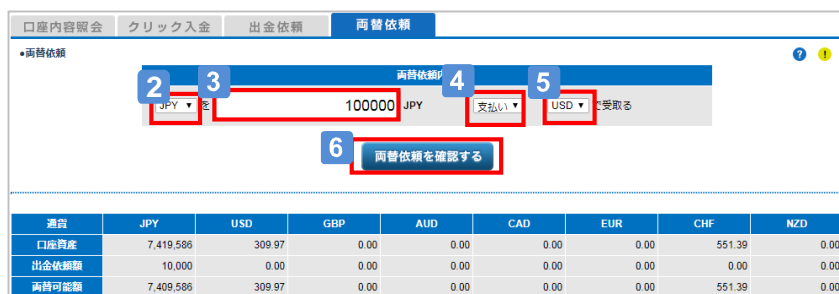 口座内容照会 クリック入金 出金依頼 両替依頼
•両替依頼 ? !
両替依頼内
2 3 4 5
JPY ▼ を 100000 JPY 支払い ▼ USD ▼ で受取る
6 両替依頼を確認する
通貨 JPY USD GBP AUD CAD EUR CHF NZD
口座資産 7,419,586 309.97 0.00 0.00 0.00 0.00 551.39 0.00
出金依頼額 10,000 0.00 0.00 0.00 0.00 0.00 0.00 0.00
両替可能額 7,409,586 309.97 0.00 0.00 0.00 0.00 551.39 0.00